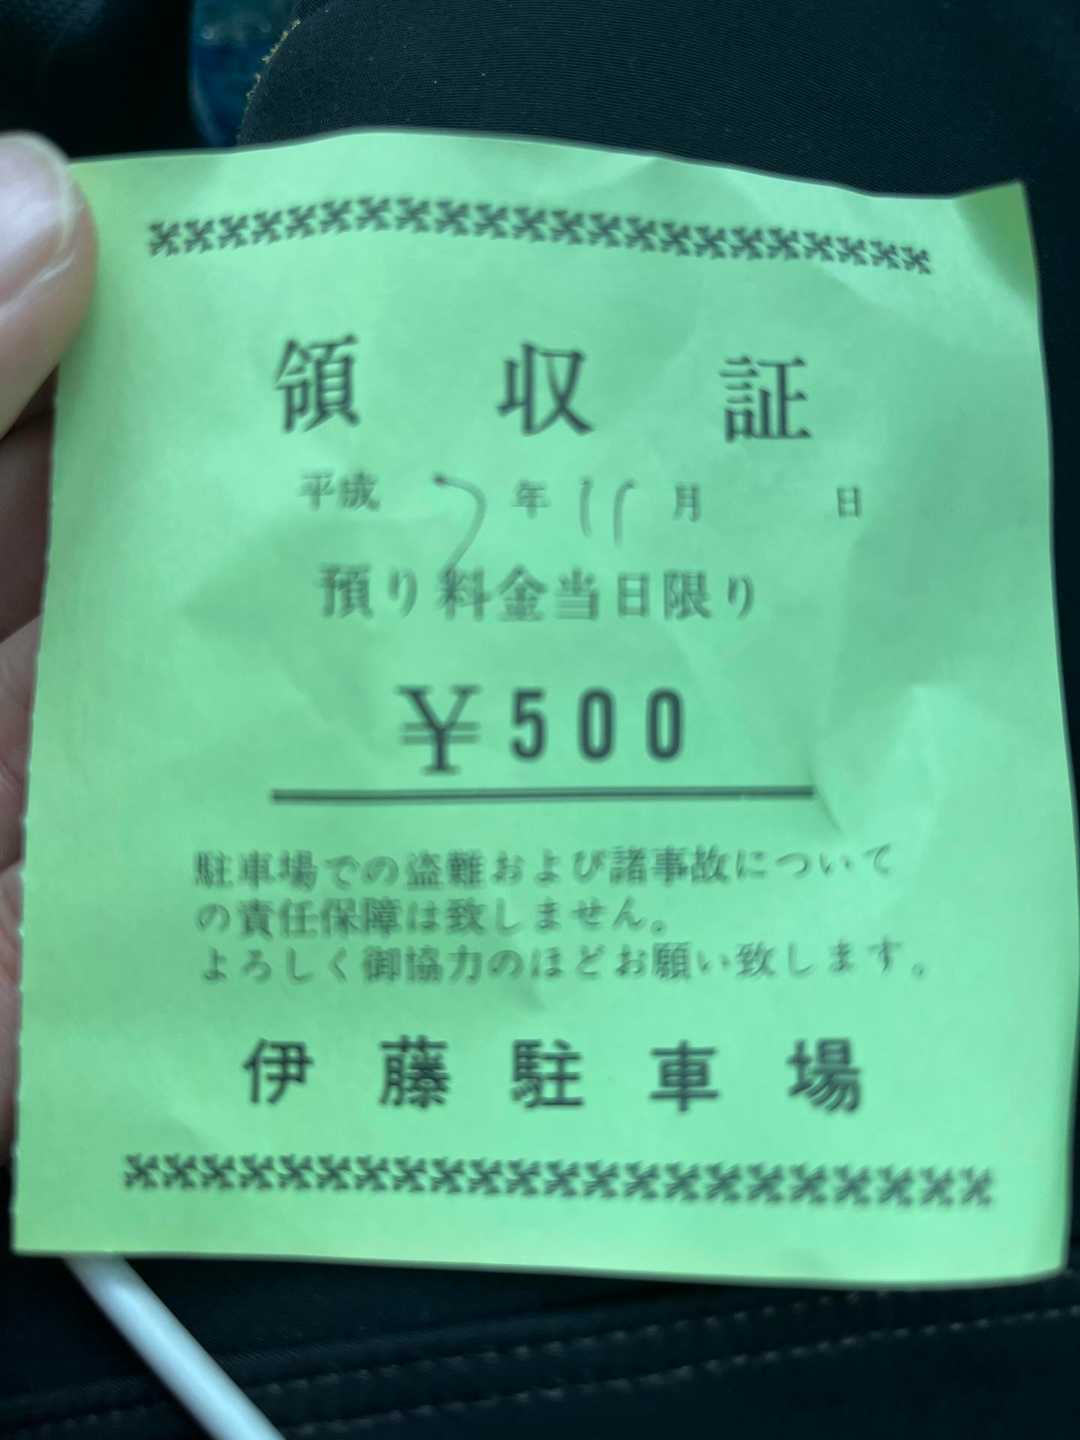 領収証
平成 7年 11月 日
預り料金当日限り
¥500
駐車場での盗難および諸事故について
の責任保障は致しません。
よろしく御協力のほどお願い致します。
伊藤駐車場